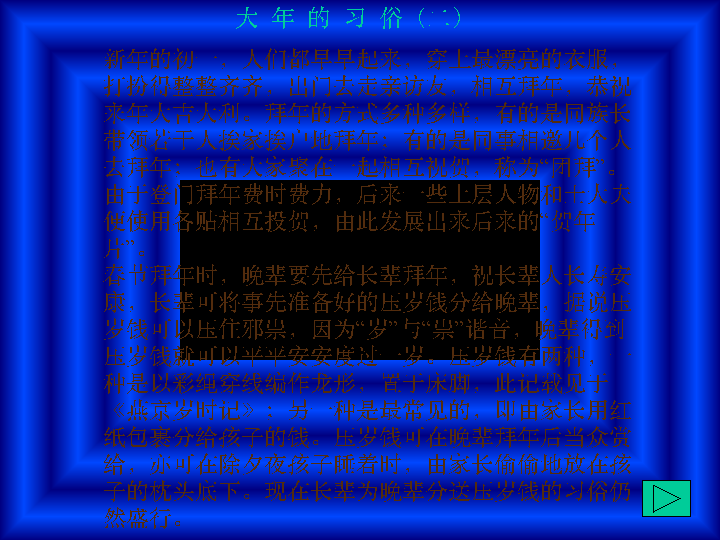 大 年 的 习 俗（二）
新年的初一，人们都早早起来，穿上最漂亮的衣服，
打扮得整整齐齐，出门去走亲访友，相互拜年，恭祝
来年大吉大利。拜年的方式多种多样，有的是同族长
带领若干人挨家挨户地拜年；有的是同事相邀几个人
去拜年；也有大家聚在一起相互祝贺，称为“团拜”。
由于登门拜年费时费力，后来一些上层人物和士大夫
便使用各贴相互投贺，由此发展出来后来的“贺年
片”。
春节拜年时，晚辈要先给长辈拜年，祝长辈人长寿安
康，长辈可将事先准备好的压岁钱分给晚辈，据说压
岁钱可以压住邪祟，因为“岁”与“祟”谐音，晚辈得到
压岁钱就可以平平安安度过一岁。压岁钱有两种，一
种是以彩绳穿线编作龙形，置于床脚，此记载见于
《燕京岁时记》；另一种是最常见的，即由家长用红
纸包裹分给孩子的钱。压岁钱可在晚辈拜年后当众赏
给，亦可在除夕夜孩子睡着时，由家长偷偷地放在孩
子的枕头底下。现在长辈为晚辈分送压岁钱的习俗仍
然盛行